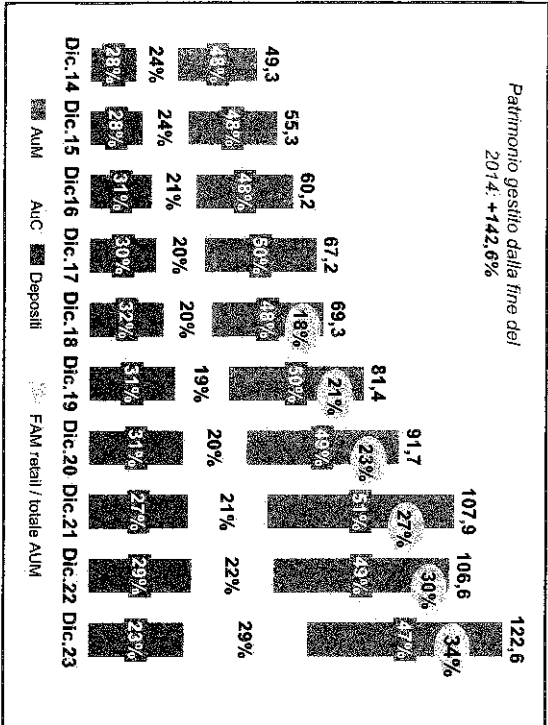 Patrimonio gestito dalla fine del
2014: +142,6%
49,3 55,3 60,2 67,2 69,3 81,4 91,7 107,9 106,6 122,6
18% 21% 23% 27% 30% 34%
48% 48% 48% 50% 48% 50% 49% 51% 49% 47%
24% 24% 21% 20% 20% 19% 20% 21% 22% 29%
28% 28% 31% 30% 32% 31% 31% 27% 29% 23%
Dic.14 Dic.15 Dic16 Dic.17 Dic.18 Dic.19 Dic.20 Dic.21 Dic.22 Dic.23
AuM AuC Depositi FAM retail / totale AUM